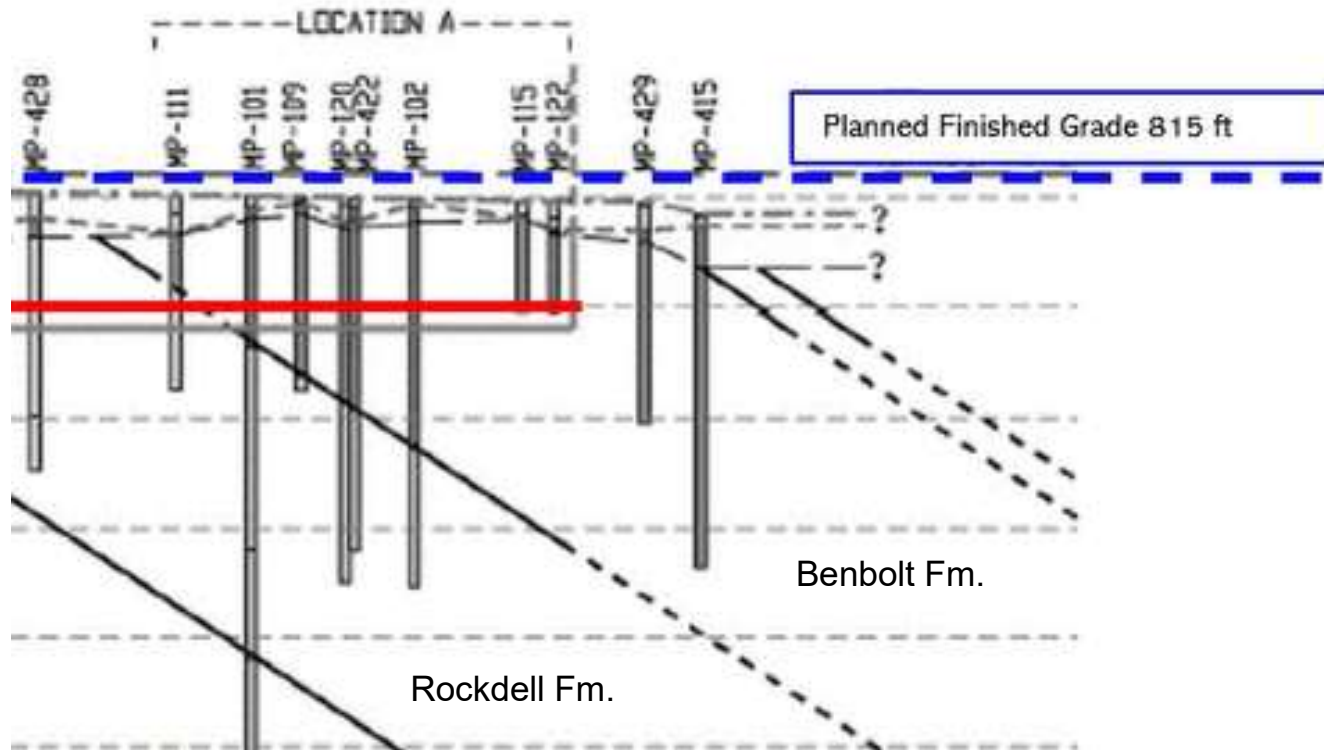 LOCATION A
MP-428
MP-111
MP-101
MP-109
MP-120
MP-422
MP-102
MP-115
MP-122
MP-429
MP-415
Planned Finished Grade 815 ft
?
?
Benbolt Fm.
Rockdell Fm.